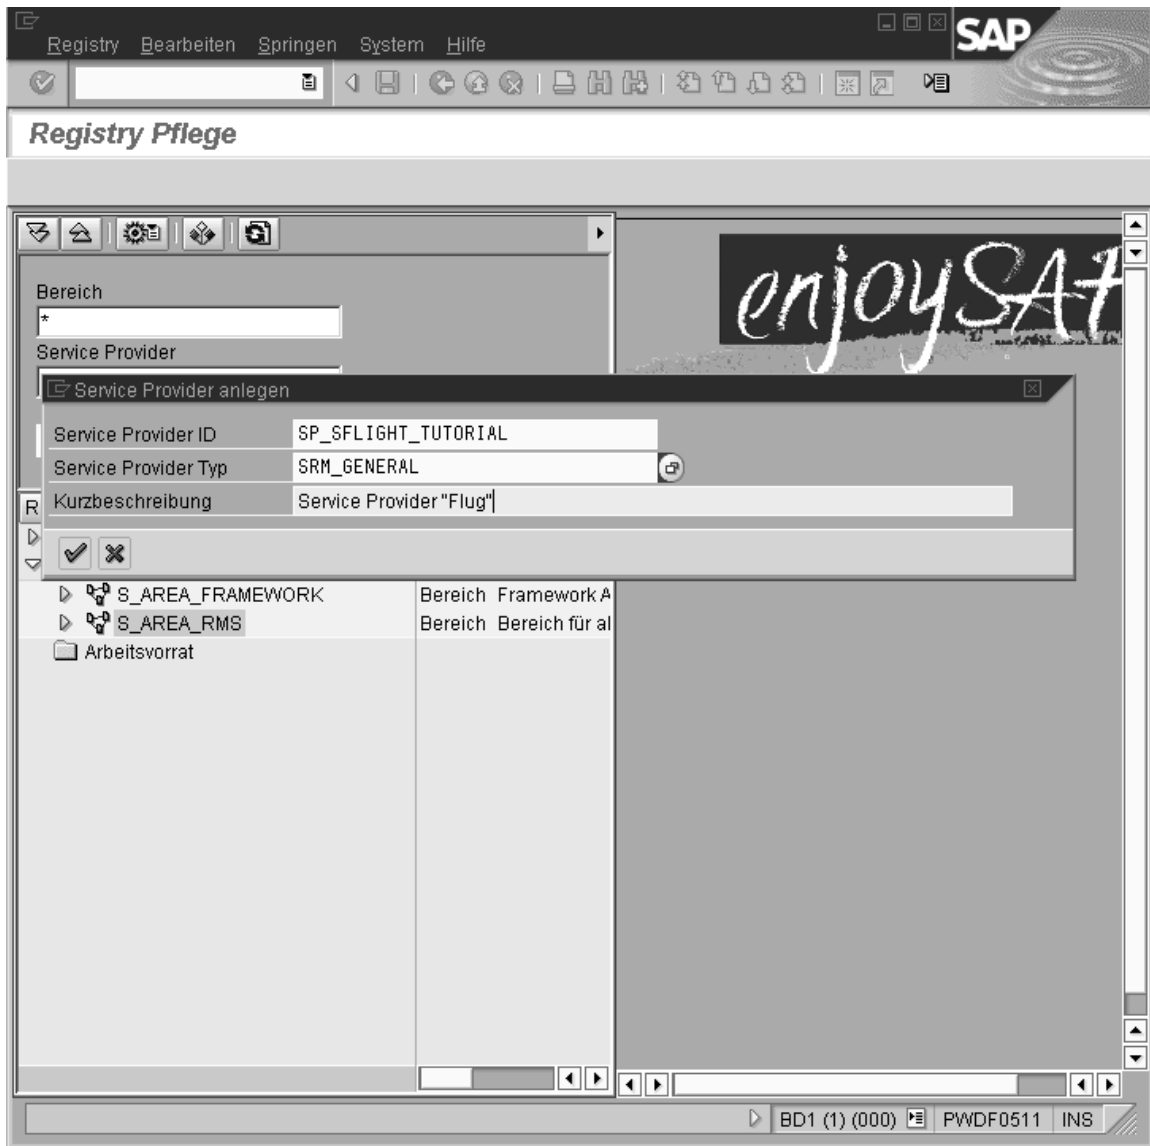 Registry Bearbeiten Springen System Hilfe
SAP
Registry Pflege
enjoySAP
Bereich
*
Service Provider
Service Provider anlegen
Service Provider ID SP_SFLIGHT_TUTORIAL
Service Provider Typ SRM_GENERAL
Kurzbeschreibung Service Provider "Flug"
R
S_AREA_FRAMEWORK Bereich Framework A
S_AREA_RMS Bereich Bereich für al
Arbeitsvorrat
BD1 (1) (000) PWDF0511 INS